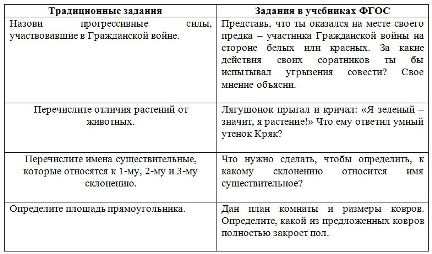 Традиционные задания
Задания в учебниках ФГОС
Назови прогрессивные силы,
участвовавшие в Гражданской войне.
Представь, что ты оказался на месте своего
предка – участника Гражданской войны на
стороне белых или красных. За какие
действия своих соратников ты бы
испытывал угрызения совести? Свое
мнение объясни.
Перечислите отличия растений от
животных.
Лягушонок прыгал и кричал: «Я зеленый –
значит, я растение!» Что ему ответил умный
утенок Кряк?
Перечислите имена существительные,
которые относятся к 1-му, 2-му и 3-му
склонению.
Что нужно сделать, чтобы определить, к
какому склонению относится имя
существительное?
Определите площадь прямоугольника.
Дан план комнаты и размеры ковров.
Определите, какой из предложенных ковров
полностью закроет пол.